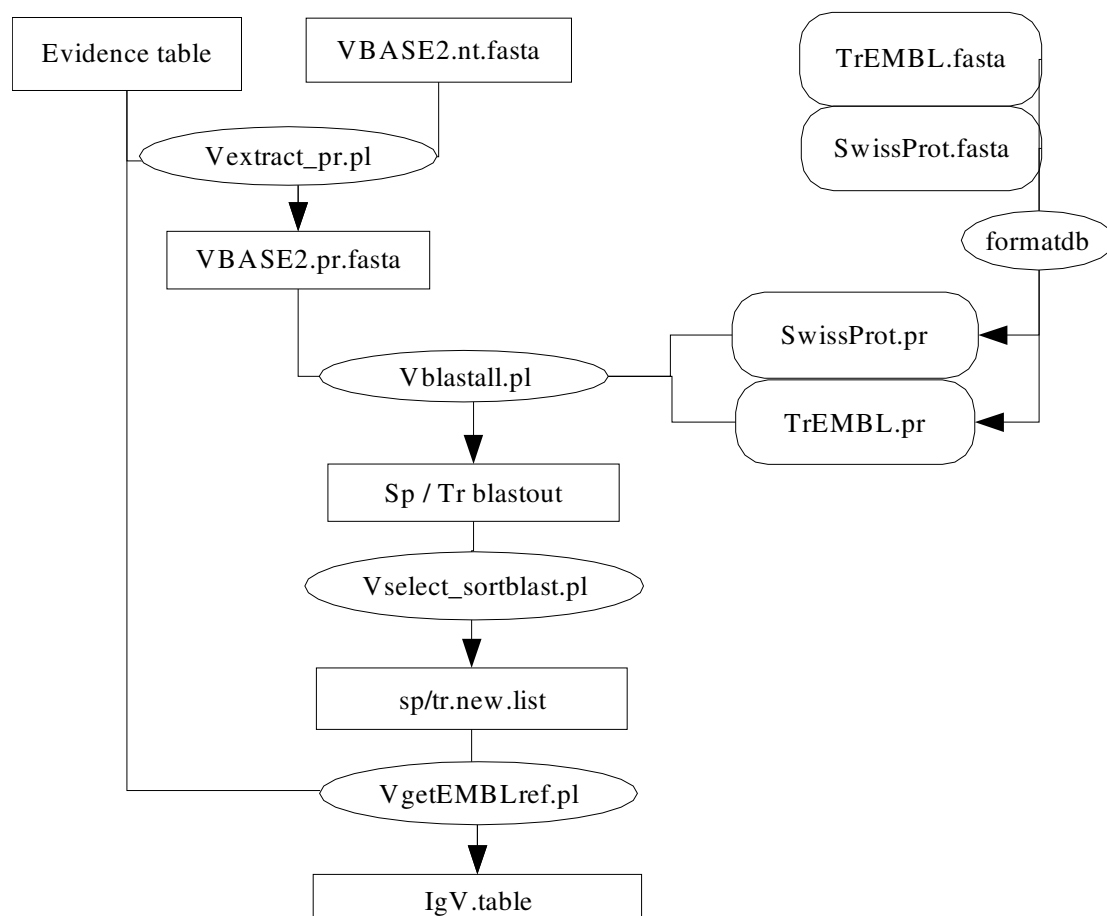 Evidence table
VBASE2.nt.fasta
TrEMBL.fasta
SwissProt.fasta
Vextract_pr.pl
formatdb
VBASE2.pr.fasta
SwissProt.pr
Vblastall.pl
TrEMBL.pr
Sp / Tr blastout
Vselect_sortblast.pl
sp/tr.new.list
VgetEMBLref.pl
IgV.table